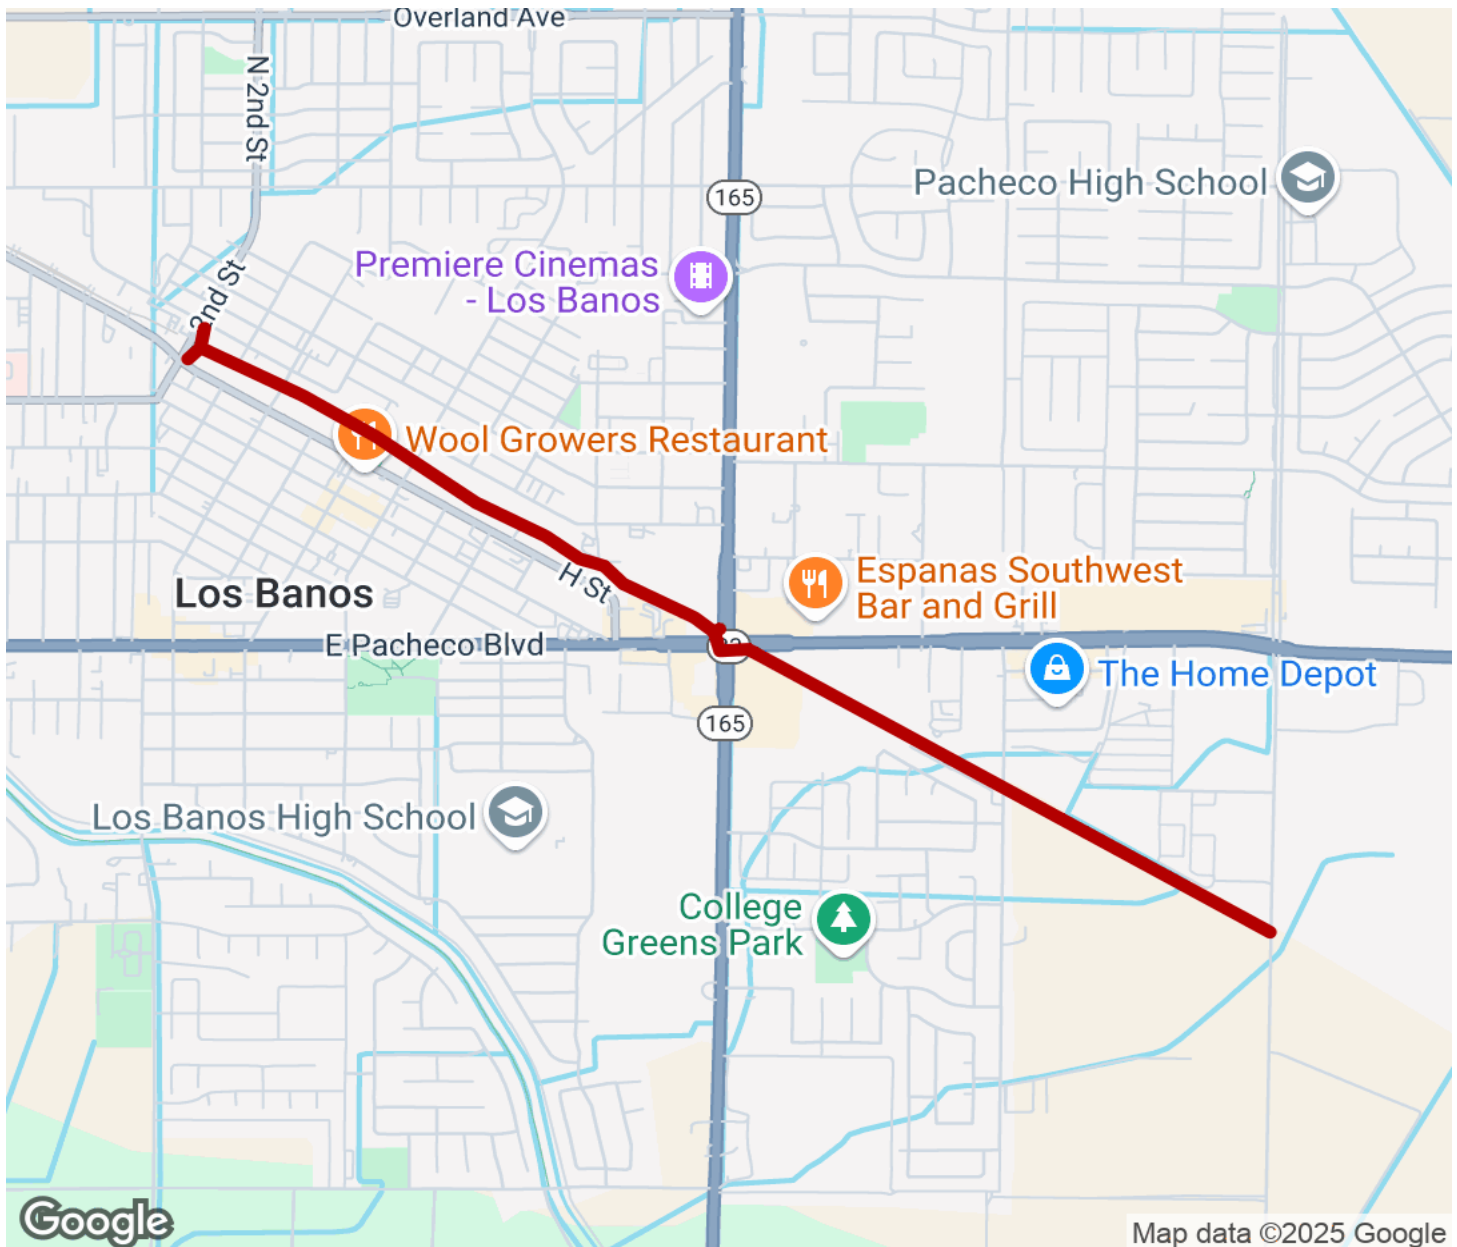 Overland Ave
N 2nd St
165
Pacheco High School
Premiere Cinemas
- Los Banos
2nd St
Wool Growers Restaurant
H St
Espanas Southwest
Bar and Grill
Los Banos
E Pacheco Blvd
The Home Depot
165
Los Banos High School
College
Greens Park
Google
Map data ©2025 Google